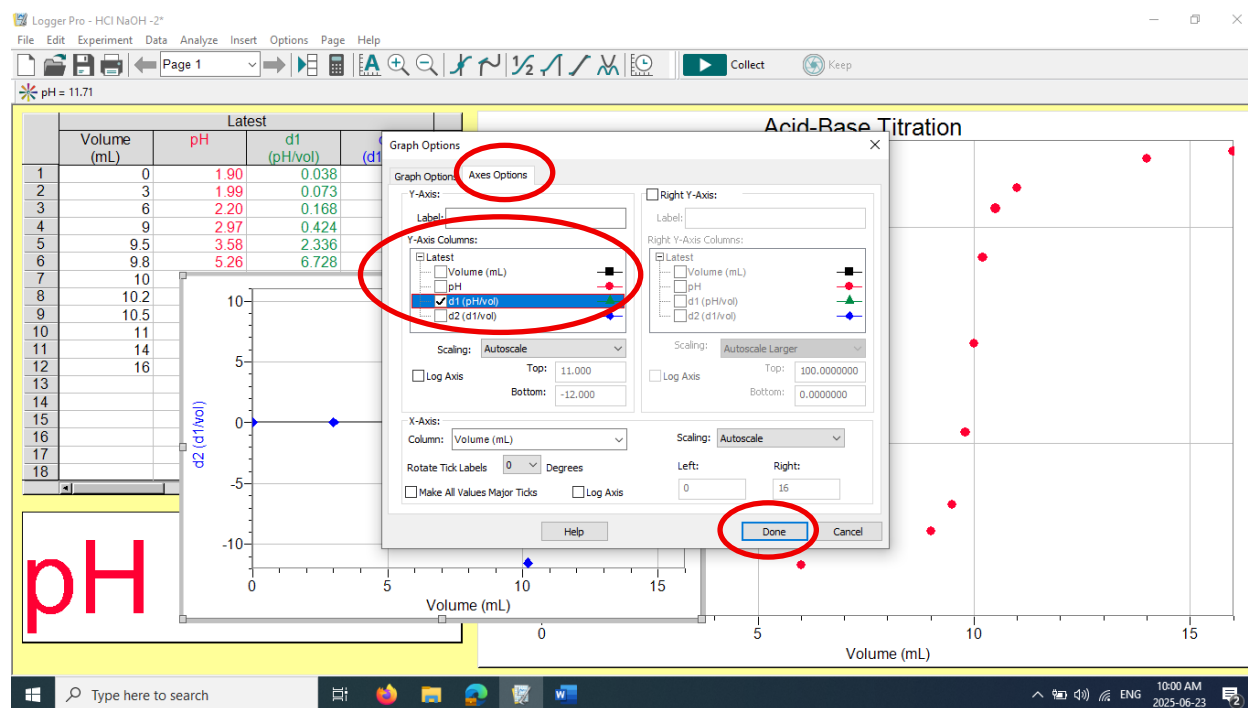 Logger Pro - HCl NaOH -2*
File Edit Experiment Data Analyze Insert Options Page Help
Page 1
Collect
Keep
pH = 11.71
Latest
Volume (mL) pH d1 (pH/vol) (d1
1 0 1.90 0.038
2 3 1.99 0.073
3 6 2.20 0.168
4 9 2.97 0.424
5 9.5 3.58 2.336
6 9.8 5.26 6.728
7 10
8 10.2
9 10.5
10 11
11 14
12 16
13
14
15
16
17
18
pH
d2 (d1/vol)
10
5
0
-5
-10
0 5 10 15
Volume (mL)
Graph Options
Graph Options Axes Options
Y-Axis:
Label:
Y-Axis Columns:
Latest
Volume (mL)
pH
d1 (pH/vol)
d2 (d1/vol)
Scaling: Autoscale
Log Axis
Top: 11.000
Bottom: -12.000
Right Y-Axis:
Label:
Right Y-Axis Columns:
Latest
Volume (mL)
pH
d1 (pH/vol)
d2 (d1/vol)
Scaling: Autoscale Larger
Log Axis
Top: 100.0000000
Bottom: 0.0000000
X-Axis:
Column: Volume (mL)
Scaling: Autoscale
Rotate Tick Labels 0 Degrees
Left: Right:
0 16
Make All Values Major Ticks Log Axis
Help Done Cancel
Acid-Base Titration
0 5 10 15
Volume (mL)
Type here to search
W
ENG
10:00 AM
2025-06-23
2